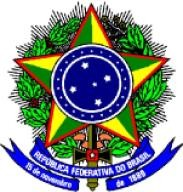 REPÚBLICA FEDERATIVA DO BRASIL
15 de novembro de 1889